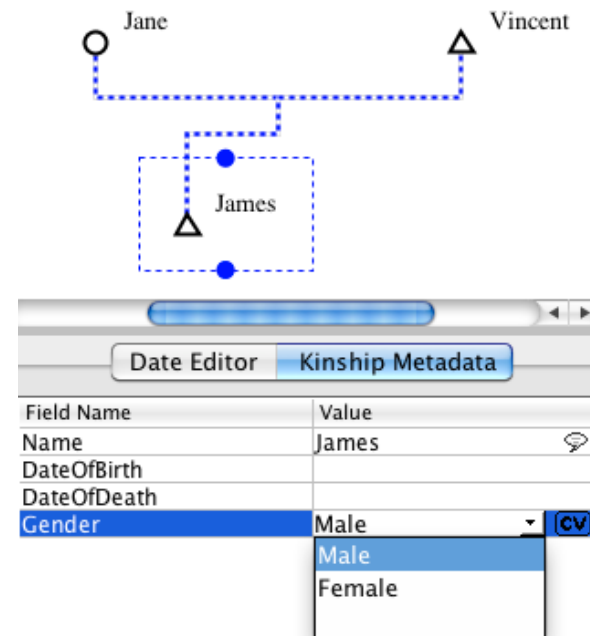 Jane Vincent
James
Date Editor Kinship Metadata
Field Name Value
Name James
DateOfBirth
DateOfDeath
Gender Male CV
Male
Female